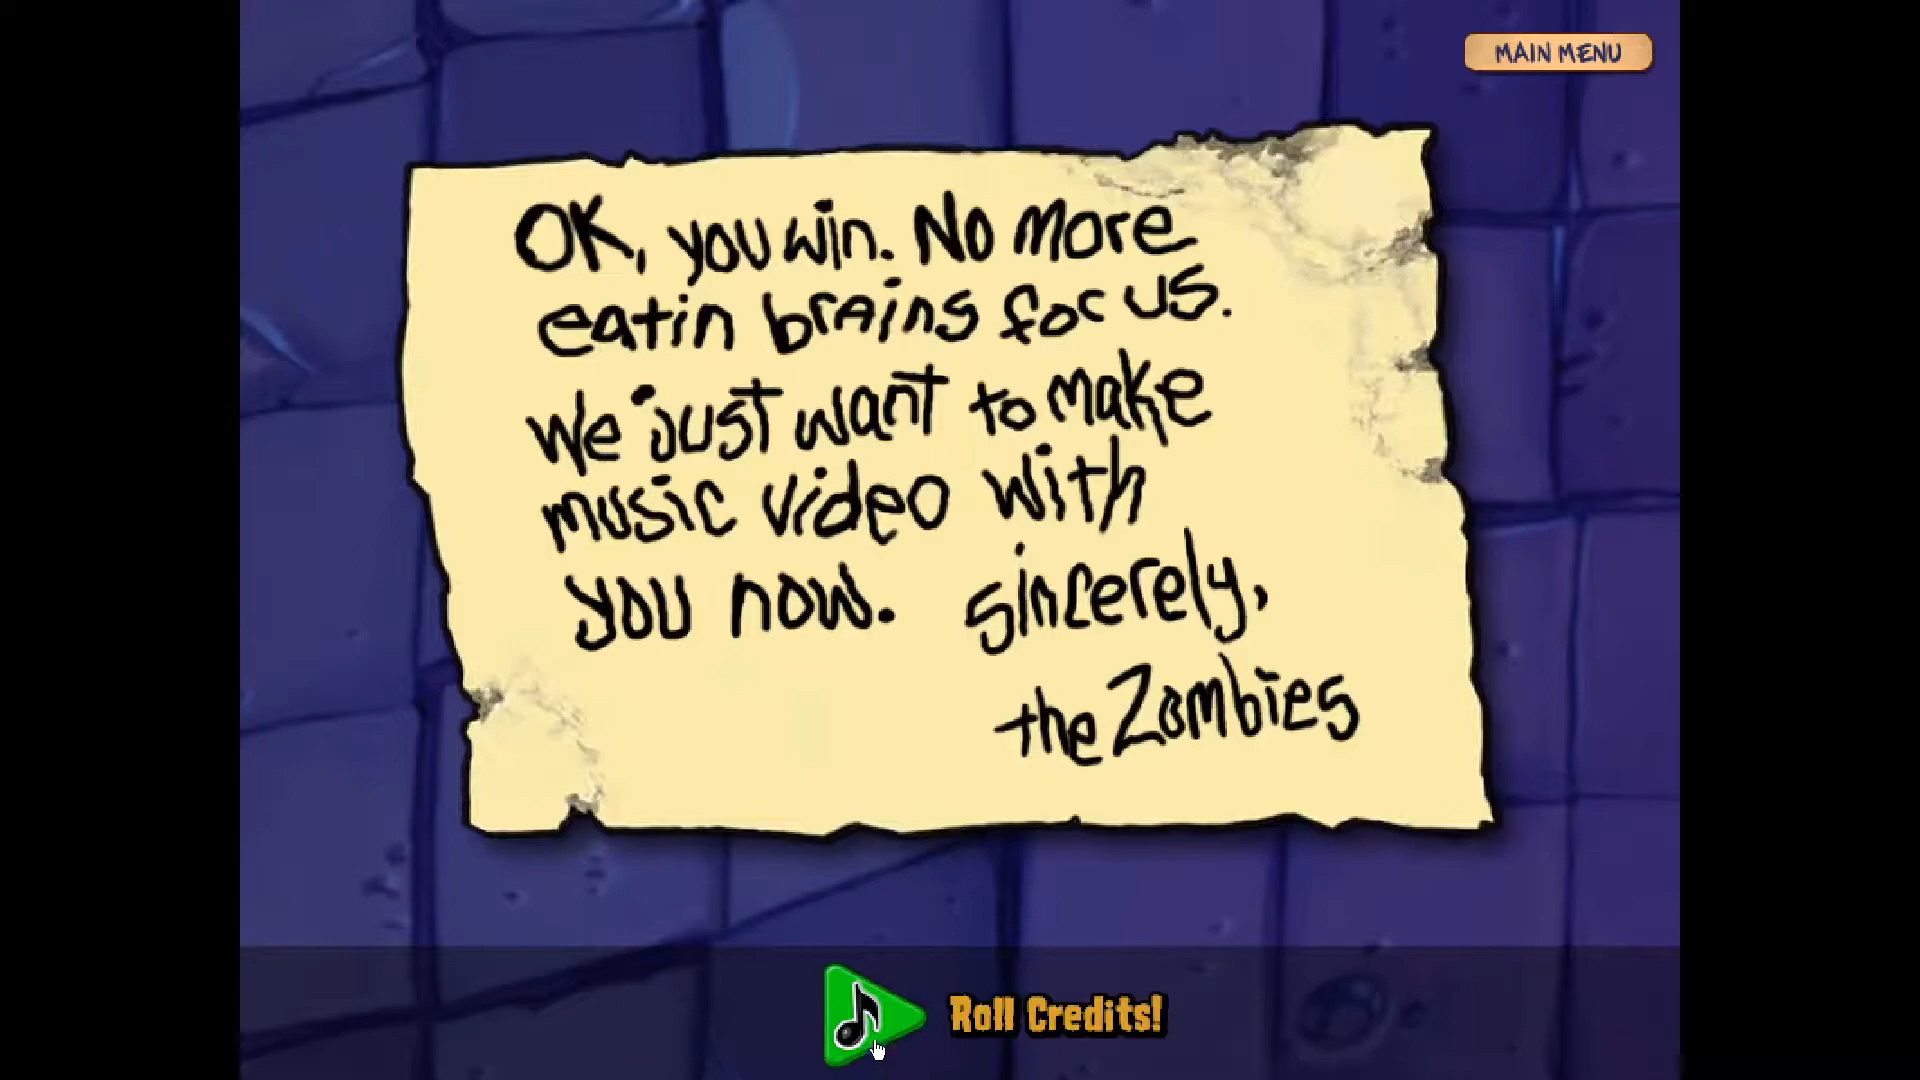 MAIN MENU
OK, you win. No more
eatin brains for us.
We just want to make
music video with
you now. sincerely,
the Zombies
Roll Credits!